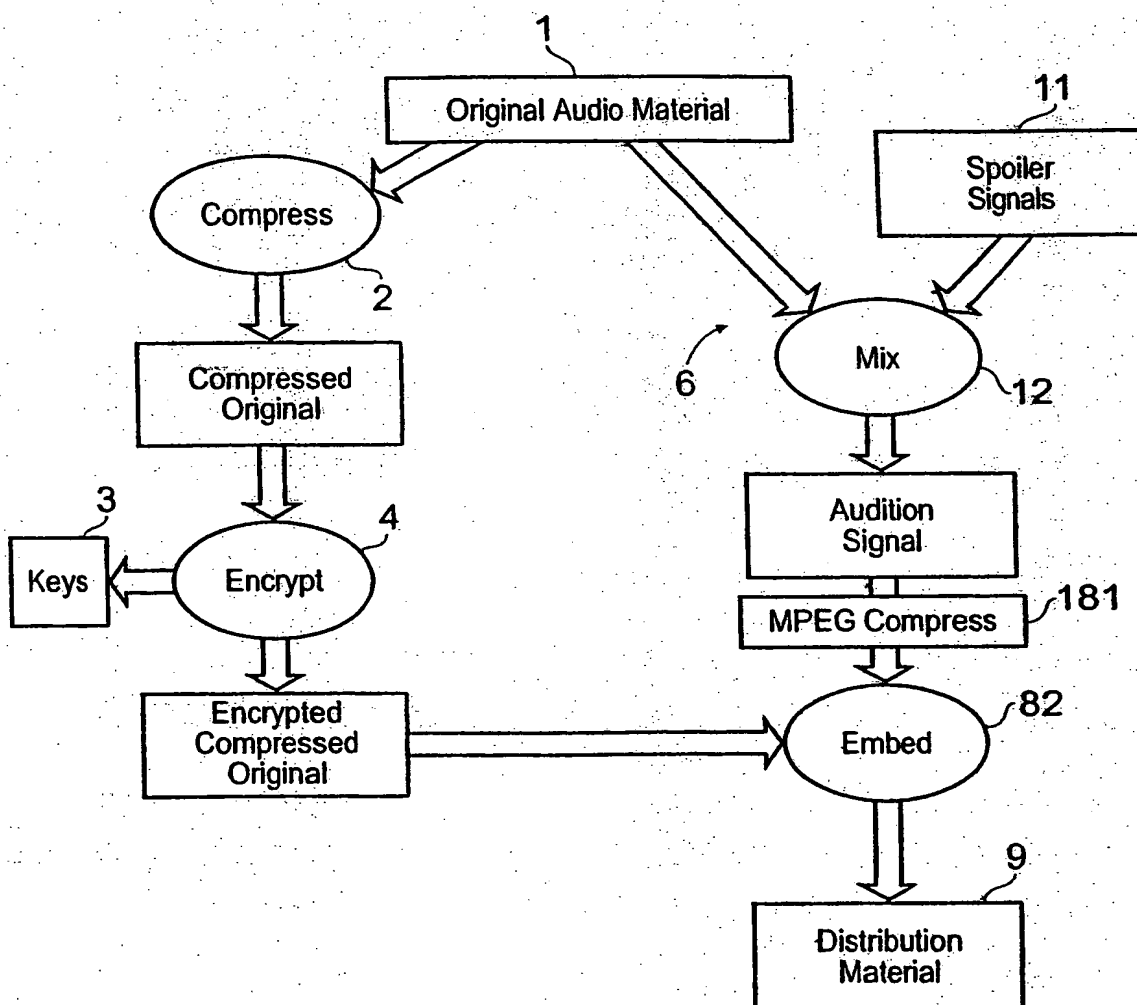 1
Original Audio Material
11
Spoiler
Signals
Compress
2
Compressed
Original
6
Mix
12
3
Keys
4
Encrypt
Audition
Signal
MPEG Compress
181
Encrypted
Compressed
Original
Embed
82
9
Distribution
Material